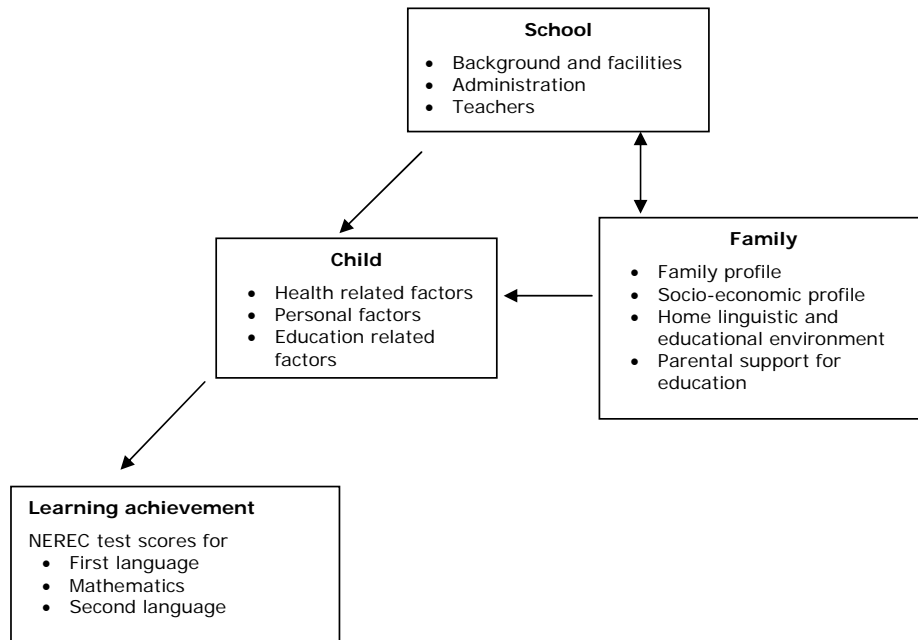 School
• Background and facilities
• Administration
• Teachers
Child
• Health related factors
• Personal factors
• Education related
factors
Family
• Family profile
• Socio-economic profile
• Home linguistic and
educational environment
• Parental support for
education
Learning achievement
NEREC test scores for
• First language
• Mathematics
• Second language